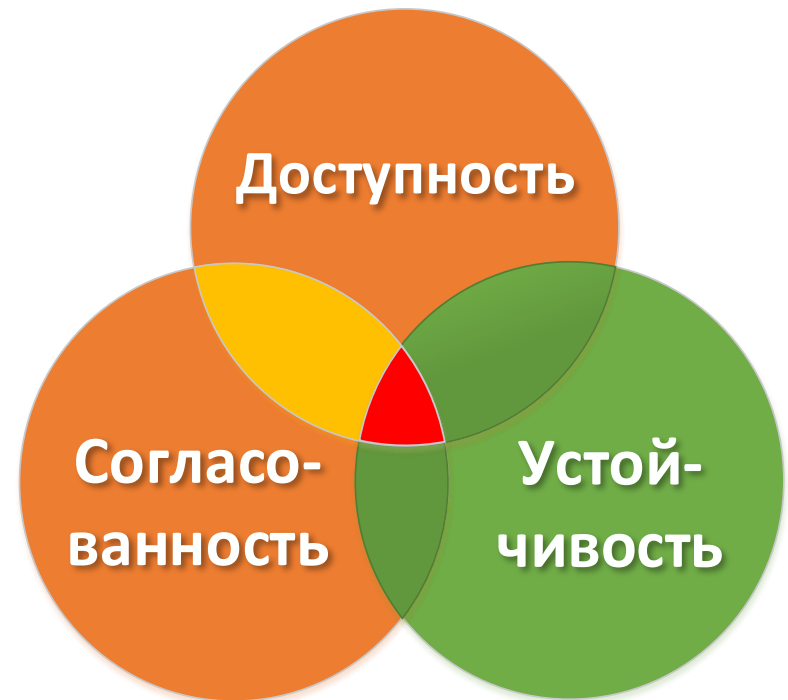 Доступность
Согласо-
ванность
Устой-
чивость